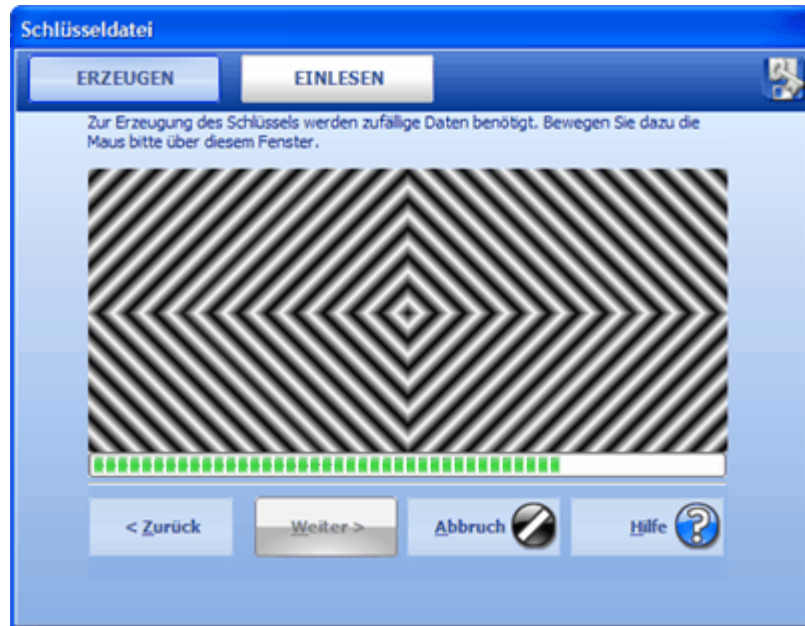 Schlüsseldatei
ERZEUGEN
EINLESEN
Zur Erzeugung des Schlüssels werden zufällige Daten benötigt. Bewegen Sie dazu die
Maus bitte über diesem Fenster.
< Zurück
Weiter >
Abbruch
Hilfe